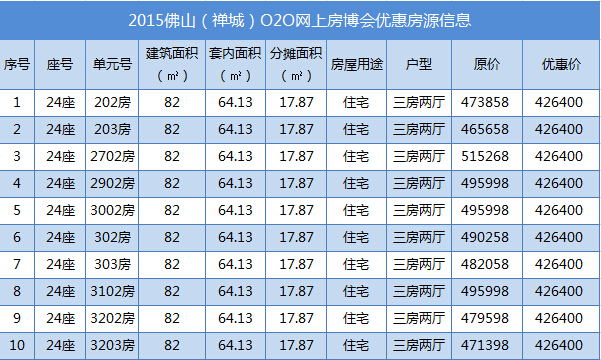 2015佛山（禅城）O2O网上房博会优惠房源信息
序号 座号 单元号 建筑面积（㎡） 套内面积（㎡） 分摊面积（㎡） 房屋用途 户型 原价 优惠价
1 24座 202房 82 64.13 17.87 住宅 三房两厅 473858 426400
2 24座 203房 82 64.13 17.87 住宅 三房两厅 465658 426400
3 24座 2702房 82 64.13 17.87 住宅 三房两厅 515268 426400
4 24座 2902房 82 64.13 17.87 住宅 三房两厅 495998 426400
5 24座 3002房 82 64.13 17.87 住宅 三房两厅 495998 426400
6 24座 302房 82 64.13 17.87 住宅 三房两厅 490258 426400
7 24座 303房 82 64.13 17.87 住宅 三房两厅 482058 426400
8 24座 3102房 82 64.13 17.87 住宅 三房两厅 495998 426400
9 24座 3202房 82 64.13 17.87 住宅 三房两厅 479598 426400
10 24座 3203房 82 64.13 17.87 住宅 三房两厅 471398 426400